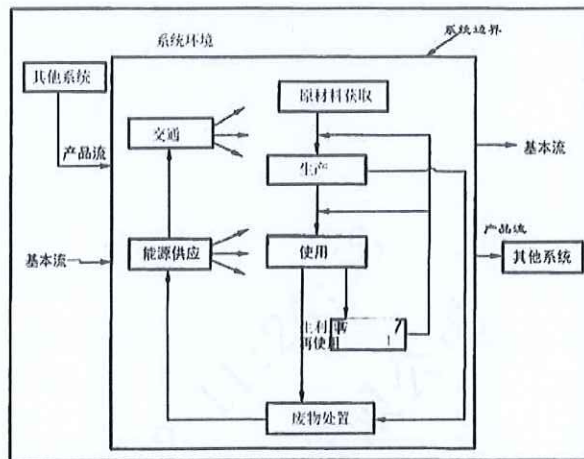 系统环境
系统边界
其他系统
原材料获取
交通
产品流
基本流
生产
产品流
基本流
能源供应
使用
其他系统
再使用
废物处置